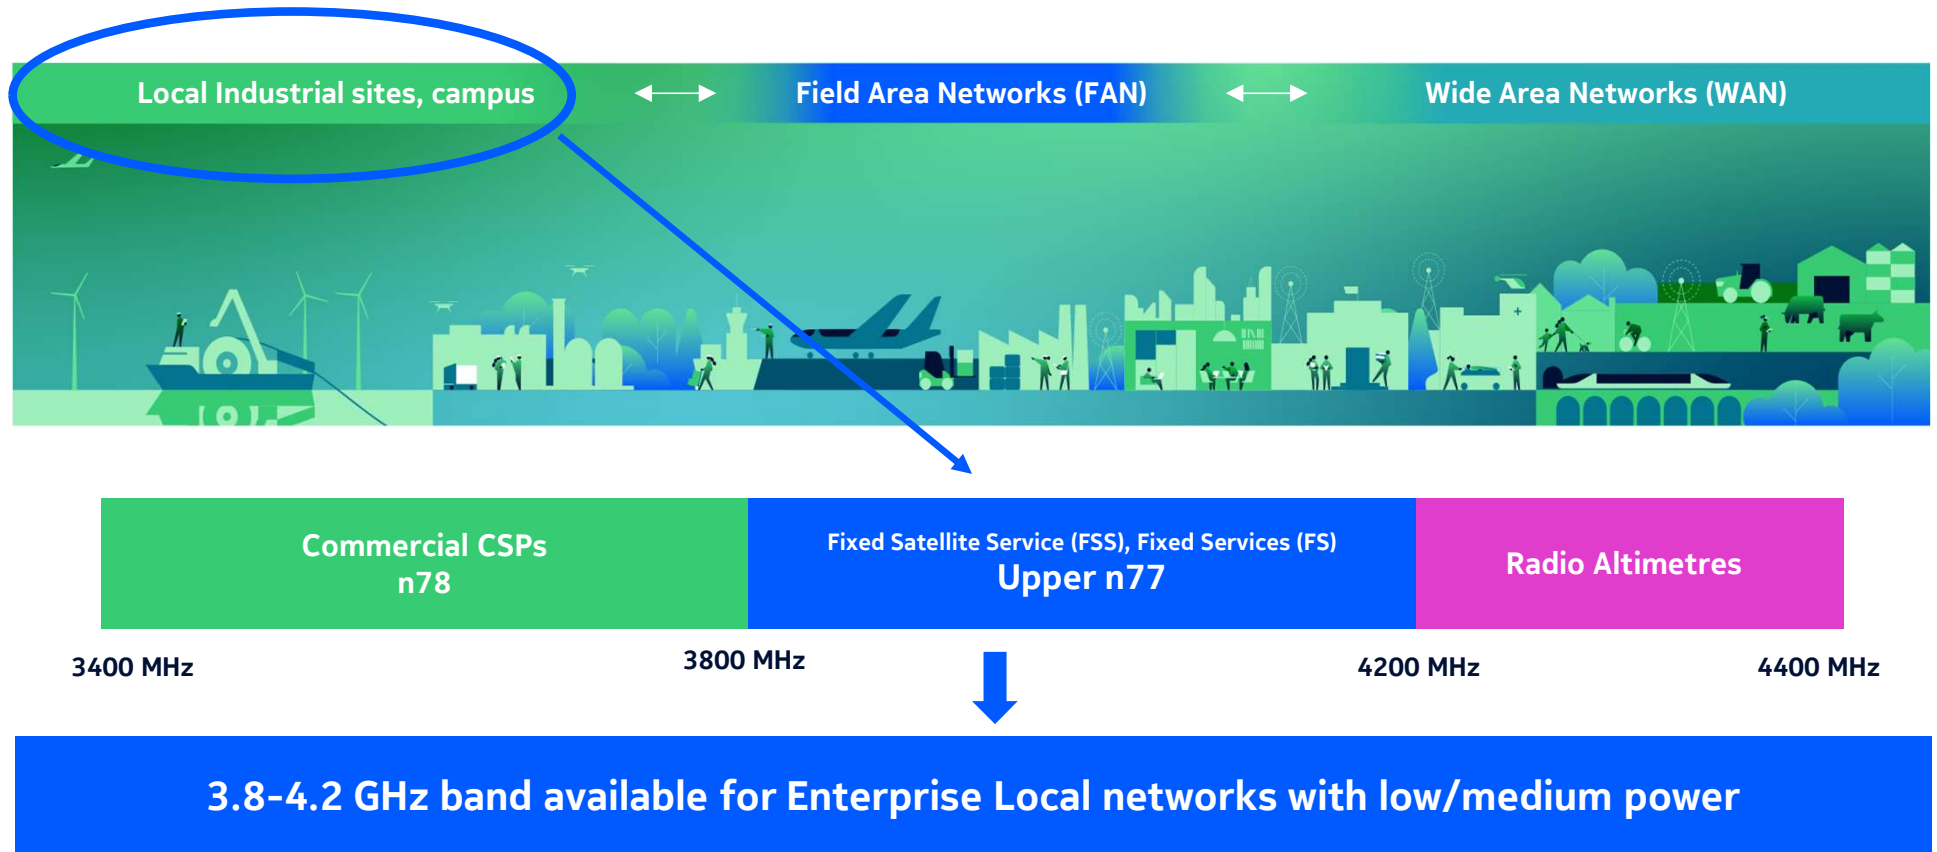 Local Industrial sites, campus
Field Area Networks (FAN)
Wide Area Networks (WAN)
Commercial CSPs
n78
Fixed Satellite Service (FSS), Fixed Services (FS)
Upper n77
Radio Altimetres
3400 MHz
3800 MHz
4200 MHz
4400 MHz
3.8-4.2 GHz band available for Enterprise Local networks with low/medium power